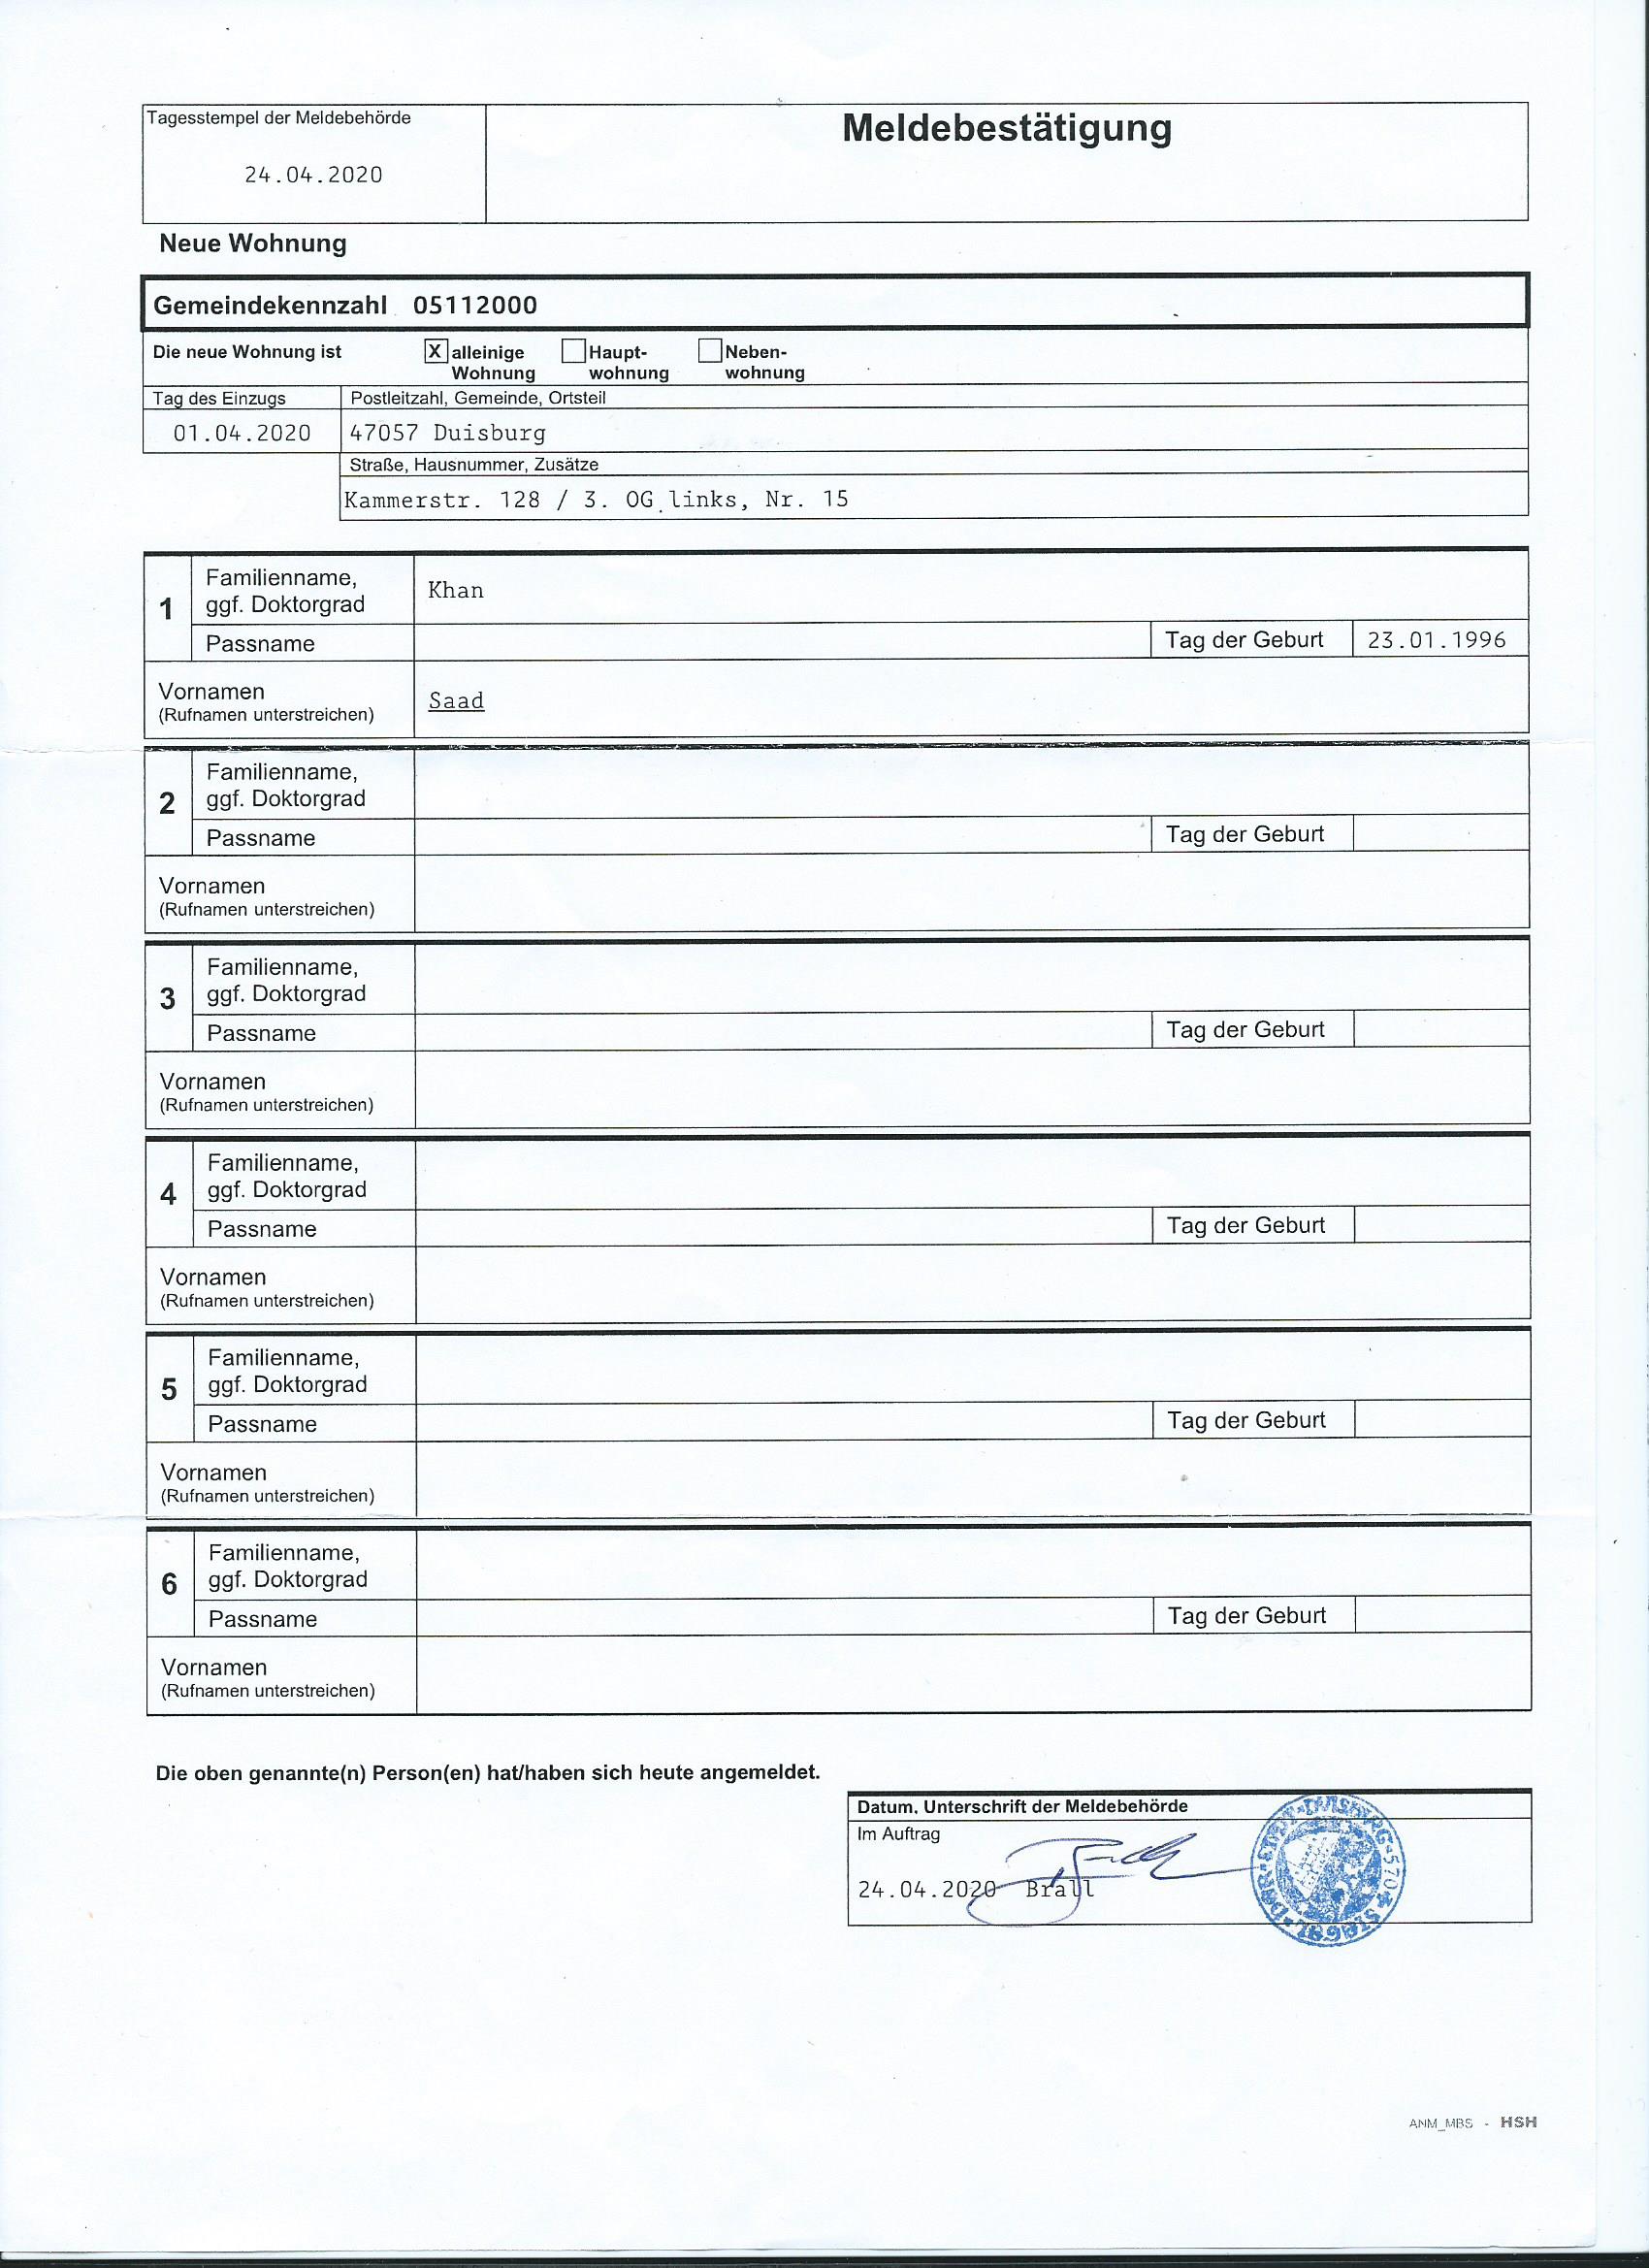 Tagesstempel der Meldebehörde
24.04.2020
Meldebestätigung
Neue Wohnung
Gemeindekennzahl 05112000
Die neue Wohnung ist X alleinige Wohnung Haupt-wohnung Neben-wohnung
Tag des Einzugs Postleitzahl, Gemeinde, Ortsteil
01.04.2020 47057 Duisburg
Straße, Hausnummer, Zusätze
Kammerstr. 128 / 3. OG links, Nr. 15
1 Familienname, ggf. Doktorgrad Khan
Passname Tag der Geburt 23.01.1996
Vornamen Saad
(Rufnamen unterstreichen)
2 Familienname, ggf. Doktorgrad
Passname Tag der Geburt
Vornamen
(Rufnamen unterstreichen)
3 Familienname, ggf. Doktorgrad
Passname Tag der Geburt
Vornamen
(Rufnamen unterstreichen)
4 Familienname, ggf. Doktorgrad
Passname Tag der Geburt
Vornamen
(Rufnamen unterstreichen)
5 Familienname, ggf. Doktorgrad
Passname Tag der Geburt
Vornamen
(Rufnamen unterstreichen)
6 Familienname, ggf. Doktorgrad
Passname Tag der Geburt
Vornamen
(Rufnamen unterstreichen)
Die oben genannte(n) Person(en) hat/haben sich heute angemeldet.
Datum, Unterschrift der Meldebehörde
Im Auftrag
24.04.2020 Brall
DER STADT DUISBURG 570
ANM_MBS - HSH